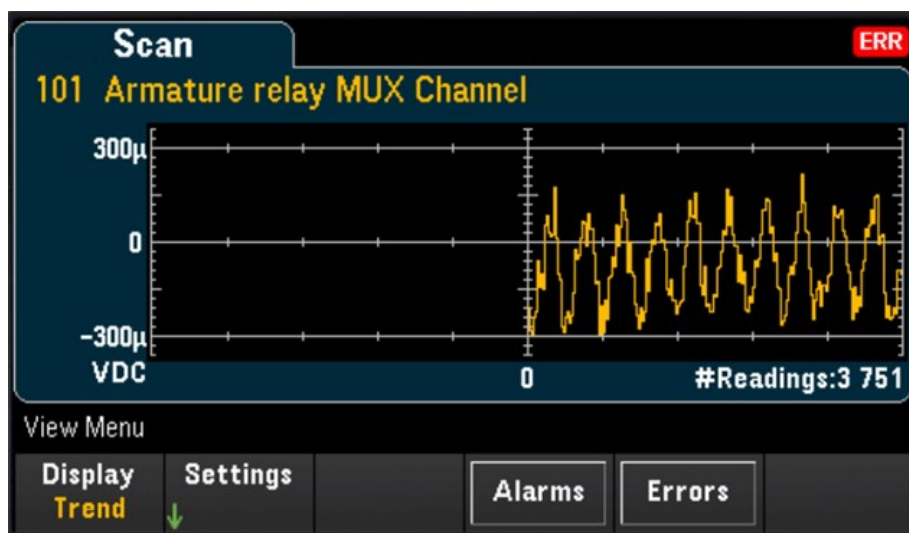 Scan
ERR
101 Armature relay MUX Channel
300µ
0
-300µ
VDC
0
#Readings:3 751
View Menu
Display
Trend
Settings
Alarms
Errors